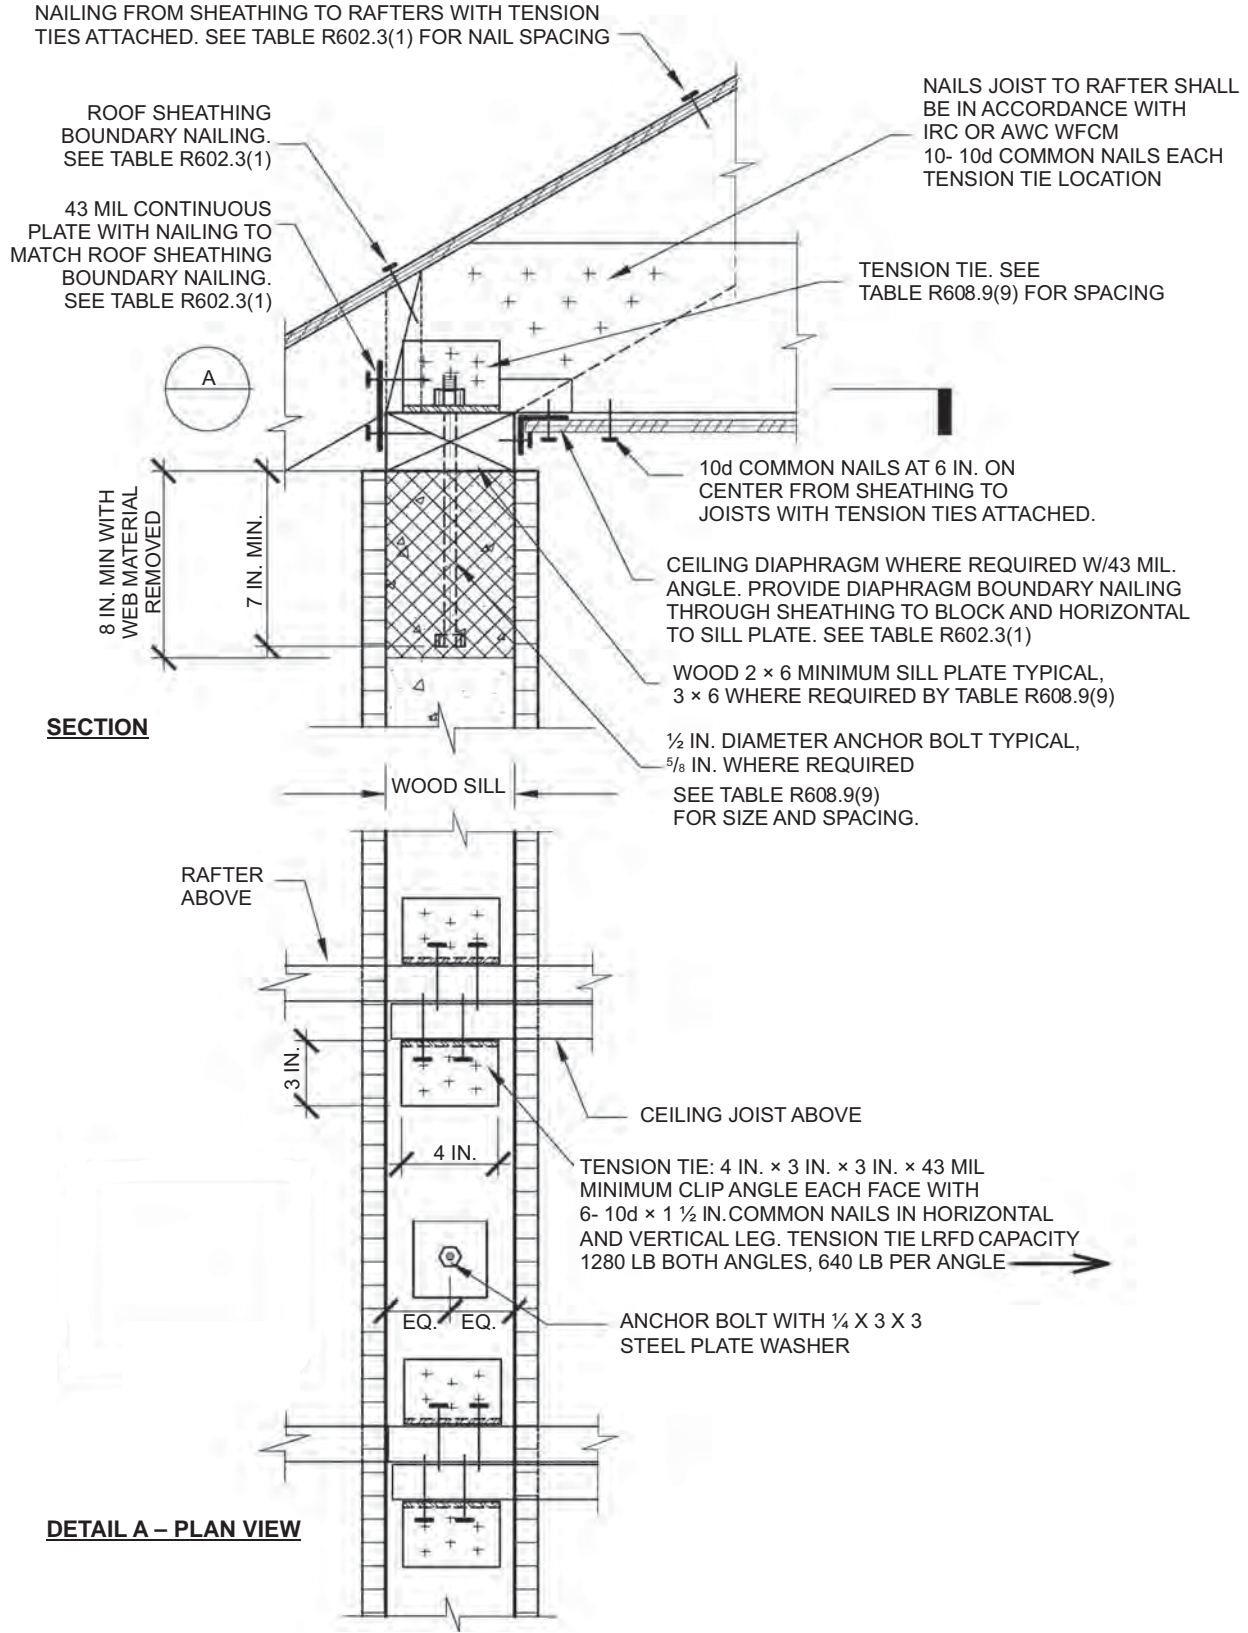 NAILING FROM SHEATHING TO RAFTERS WITH TENSION
TIES ATTACHED. SEE TABLE R602.3(1) FOR NAIL SPACING
ROOF SHEATHING
BOUNDARY NAILING.
SEE TABLE R602.3(1)
NAILS JOIST TO RAFTER SHALL
BE IN ACCORDANCE WITH
IRC OR AWC WFCM
10- 10d COMMON NAILS EACH
TENSION TIE LOCATION
43 MIL CONTINUOUS
PLATE WITH NAILING TO
MATCH ROOF SHEATHING
BOUNDARY NAILING.
SEE TABLE R602.3(1)
TENSION TIE. SEE
TABLE R608.9(9) FOR SPACING
A
10d COMMON NAILS AT 6 IN. ON
CENTER FROM SHEATHING TO
JOISTS WITH TENSION TIES ATTACHED.
8 IN. MIN WITH
WEB MATERIAL
REMOVED
7 IN. MIN.
CEILING DIAPHRAGM WHERE REQUIRED W/43 MIL.
ANGLE. PROVIDE DIAPHRAGM BOUNDARY NAILING
THROUGH SHEATHING TO BLOCK AND HORIZONTAL
TO SILL PLATE. SEE TABLE R602.3(1)
WOOD 2 × 6 MINIMUM SILL PLATE TYPICAL,
3 × 6 WHERE REQUIRED BY TABLE R608.9(9)
SECTION
½ IN. DIAMETER ANCHOR BOLT TYPICAL,
⅝ IN. WHERE REQUIRED
SEE TABLE R608.9(9)
FOR SIZE AND SPACING.
WOOD SILL
RAFTER
ABOVE
3 IN.
CEILING JOIST ABOVE
4 IN.
TENSION TIE: 4 IN. × 3 IN. × 3 IN. × 43 MIL
MINIMUM CLIP ANGLE EACH FACE WITH
6- 10d × 1 ½ IN.COMMON NAILS IN HORIZONTAL
AND VERTICAL LEG. TENSION TIE LRFD CAPACITY
1280 LB BOTH ANGLES, 640 LB PER ANGLE
EQ. EQ.
ANCHOR BOLT WITH ¼ X 3 X 3
STEEL PLATE WASHER
DETAIL A – PLAN VIEW